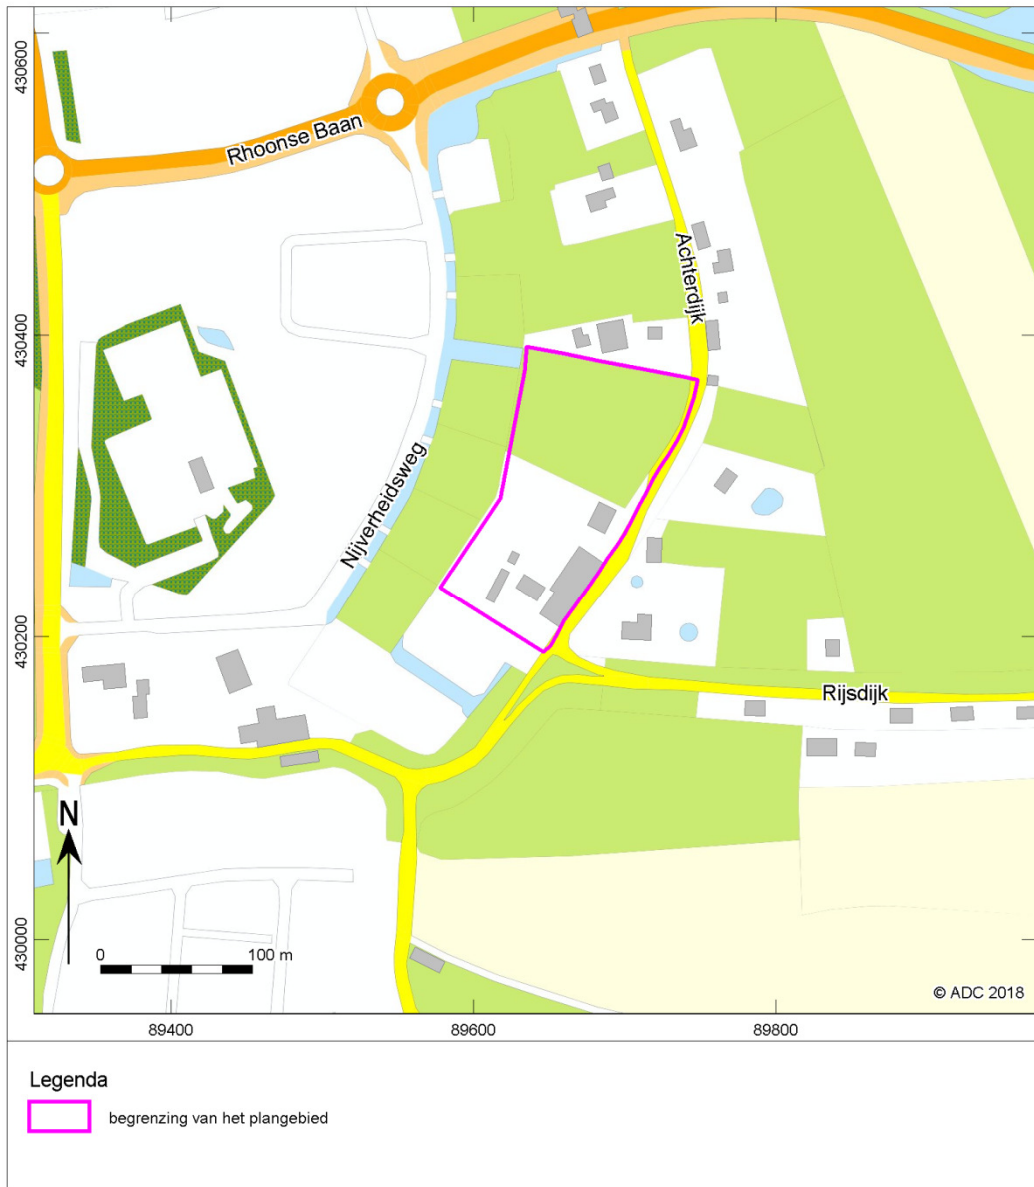 430600
Rhoonse Baan
Achterdijk
430400
Nijverheidsweg
430200
Rijsdijk
N
0 100 m
430000
© ADC 2018
89400 89600 89800
Legenda
begrenzing van het plangebied